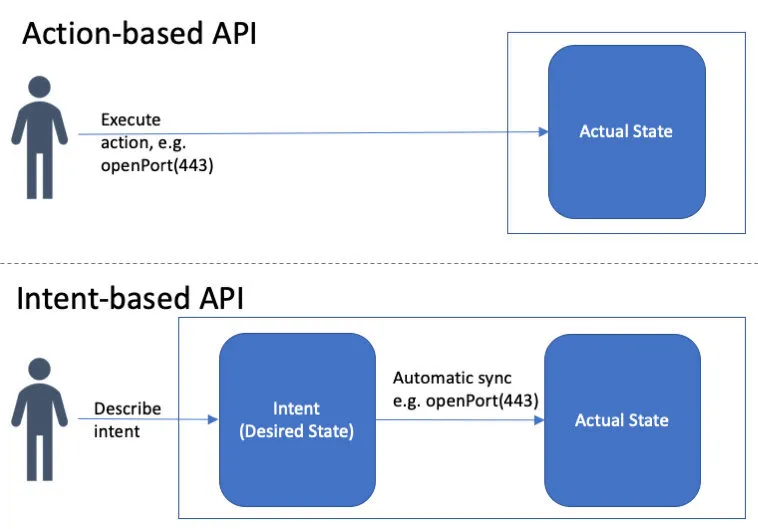 Action-based API
Execute
action, e.g.
openPort(443)
Actual State
Intent-based API
Describe
intent
Intent
(Desired State)
Automatic sync
e.g. openPort(443)
Actual State